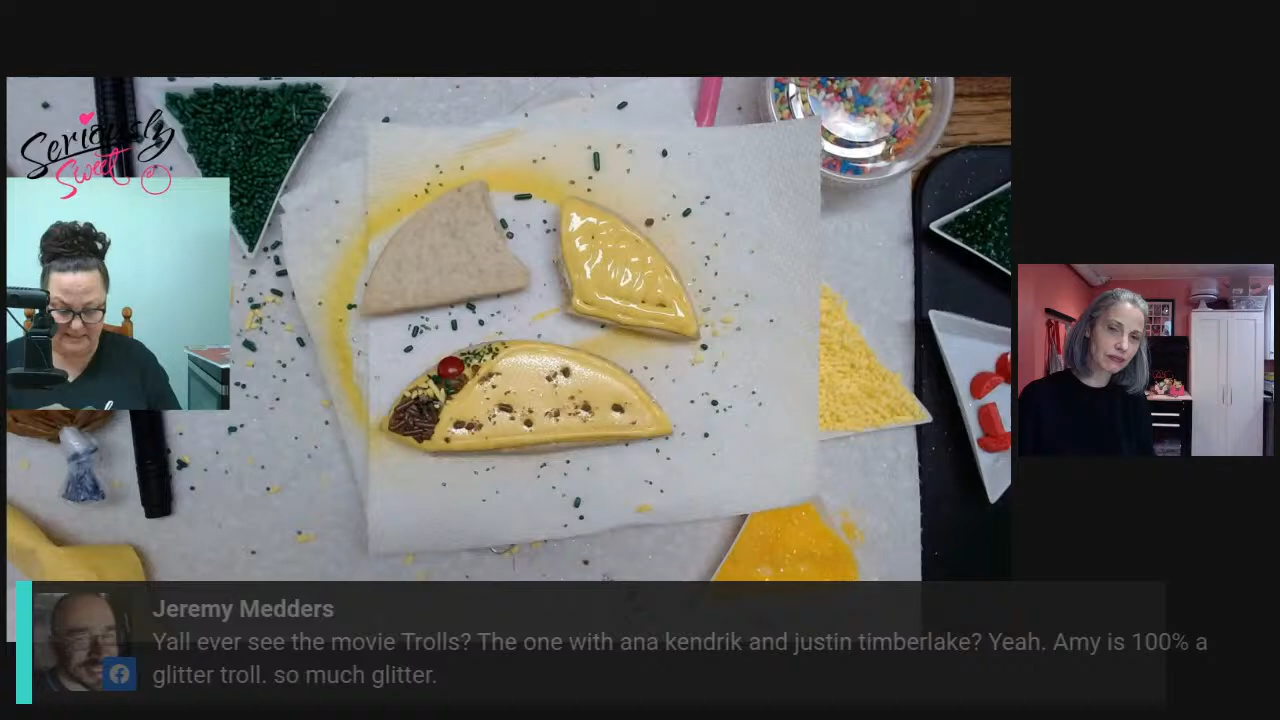 Seriously
Sweet
Jeremy Medders
Yall ever see the movie Trolls? The one with ana kendrik and justin timberlake? Yeah. Amy is 100% a
glitter troll. so much glitter.